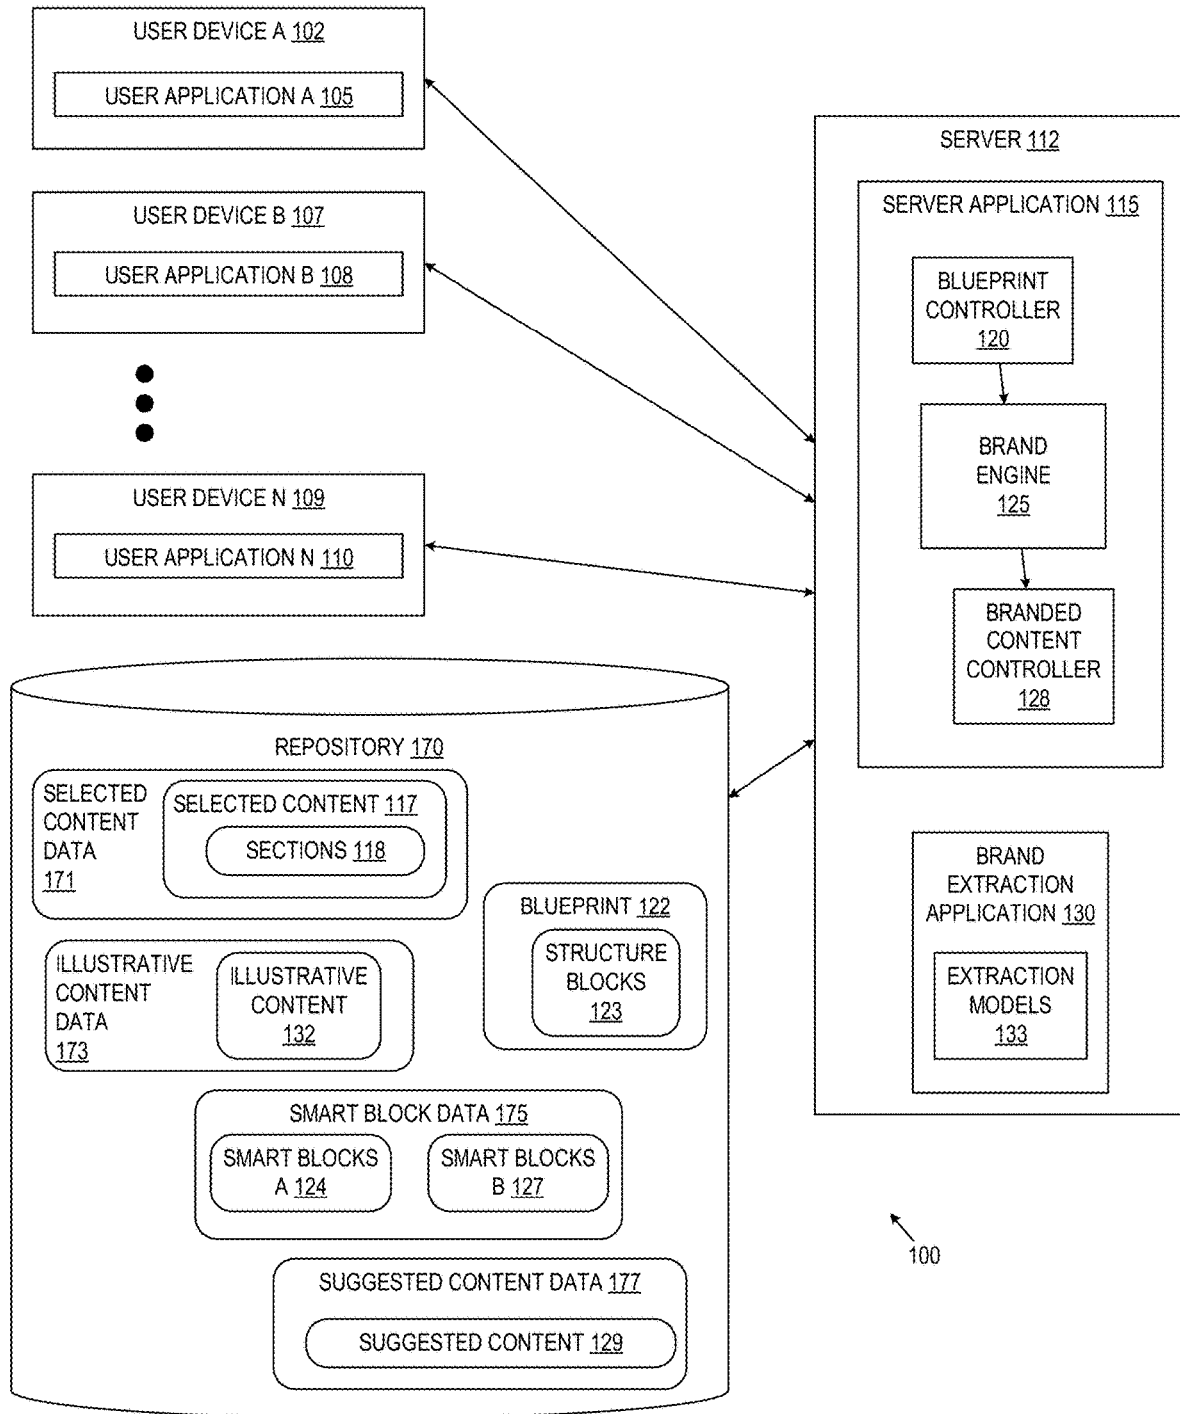 USER DEVICE A 102
USER APPLICATION A 105
USER DEVICE B 107
USER APPLICATION B 108
USER DEVICE N 109
USER APPLICATION N 110
SERVER 112
SERVER APPLICATION 115
BLUEPRINT
CONTROLLER
120
BRAND
ENGINE
125
BRANDED
CONTENT
CONTROLLER
128
BRAND
EXTRACTION
APPLICATION 130
EXTRACTION
MODELS
133
REPOSITORY 170
SELECTED
CONTENT
DATA
171
SELECTED CONTENT 117
SECTIONS 118
BLUEPRINT 122
STRUCTURE
BLOCKS
123
ILLUSTRATIVE
CONTENT
DATA
173
ILLUSTRATIVE
CONTENT
132
SMART BLOCK DATA 175
SMART BLOCKS
A 124
SMART BLOCKS
B 127
SUGGESTED CONTENT DATA 177
SUGGESTED CONTENT 129
100